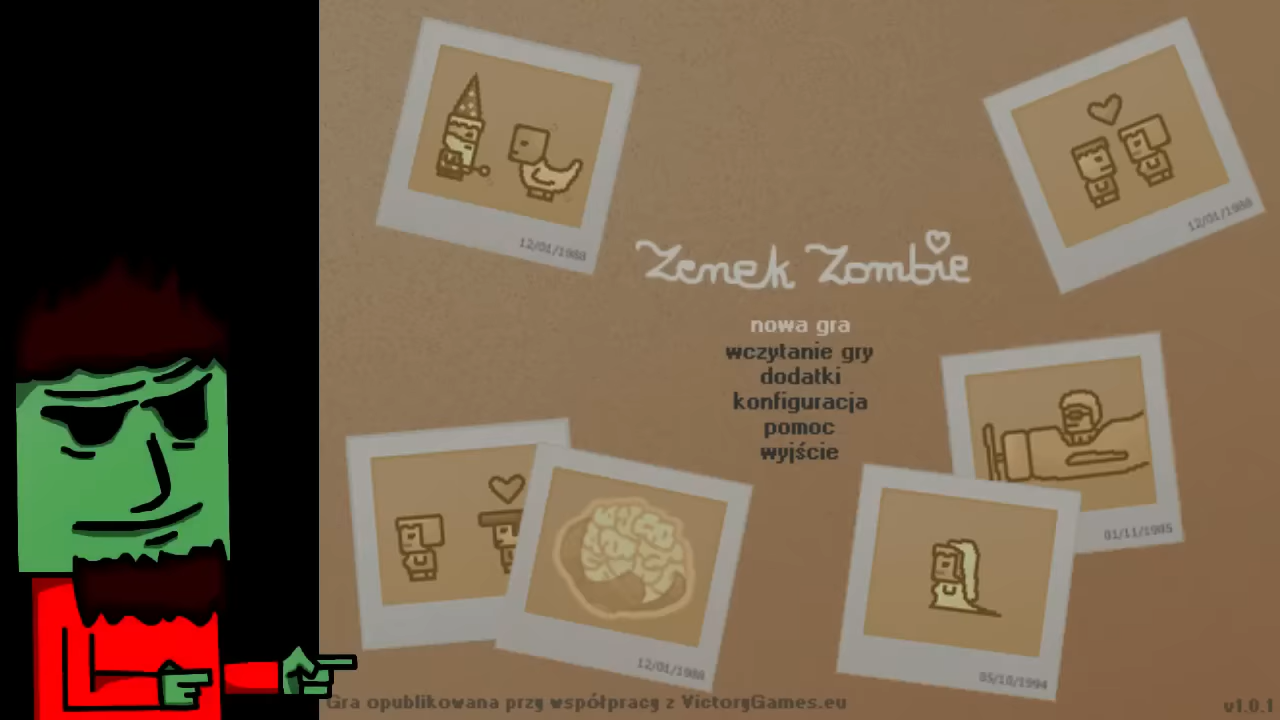 12/01/1988
12/01/1988
Zenek Zombie
nowa gra
wczytanie gry
dodatki
konfiguracja
pomoc
wyjście
01/11/1985
12/01/1988
05/10/1994
Gra opublikowana przy współpracy z VictoryGames.eu
v1.0.1